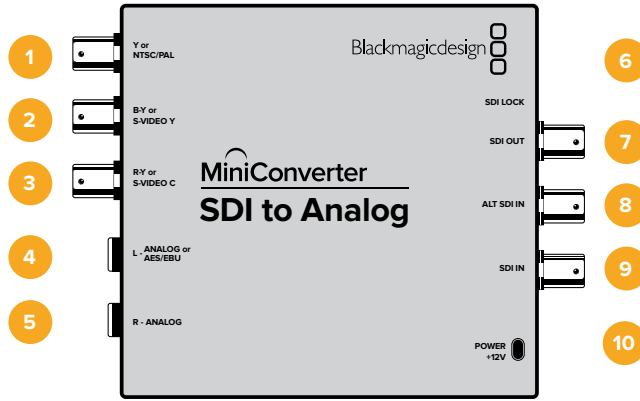 1
Y or
NTSC/PAL
2
B-Y or
S-VIDEO Y
3
R-Y or
S-VIDEO C
4
L - ANALOG or
AES/EBU
5
R - ANALOG
Blackmagicdesign
MiniConverter
SDI to Analog
6
SDI LOCK
7
SDI OUT
8
ALT SDI IN
9
SDI IN
10
POWER
+12V